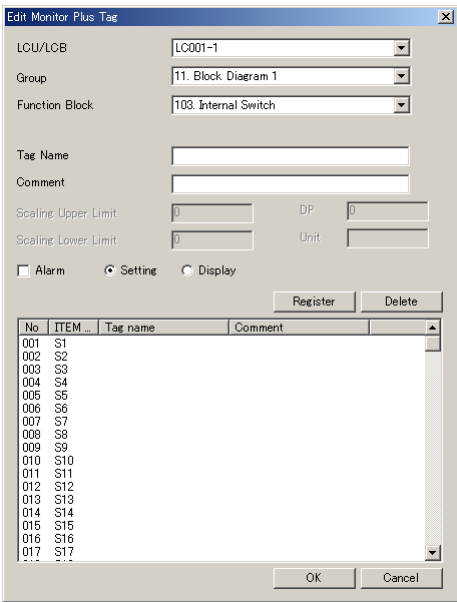 Edit Monitor Plus Tag
LCU/LCB LC001-1
Group 11. Block Diagram 1
Function Block 103. Internal Switch
Tag Name
Comment
Scaling Upper Limit 0 DP 0
Scaling Lower Limit 0 Unit
Alarm Setting Display
Register Delete
No ITEM ... Tag name Comment
001 S1
002 S2
003 S3
004 S4
005 S5
006 S6
007 S7
008 S8
009 S9
010 S10
011 S11
012 S12
013 S13
014 S14
015 S15
016 S16
017 S17
OK Cancel